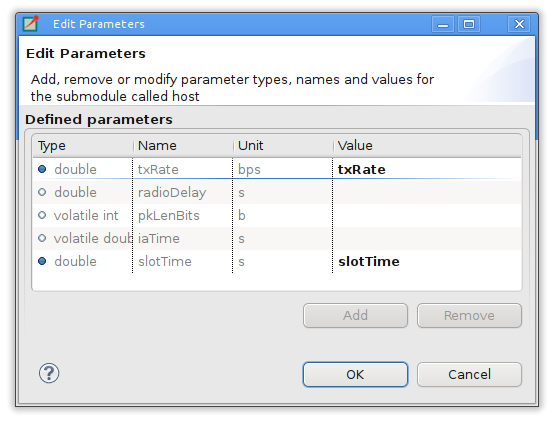 Edit Parameters
Edit Parameters
Add, remove or modify parameter types, names and values for
the submodule called host
Defined parameters
Type Name Unit Value
double txRate bps txRate
double radioDelay s
volatile int pkLenBits b
volatile doub iaTime s
double slotTime s slotTime
Add Remove
? OK Cancel